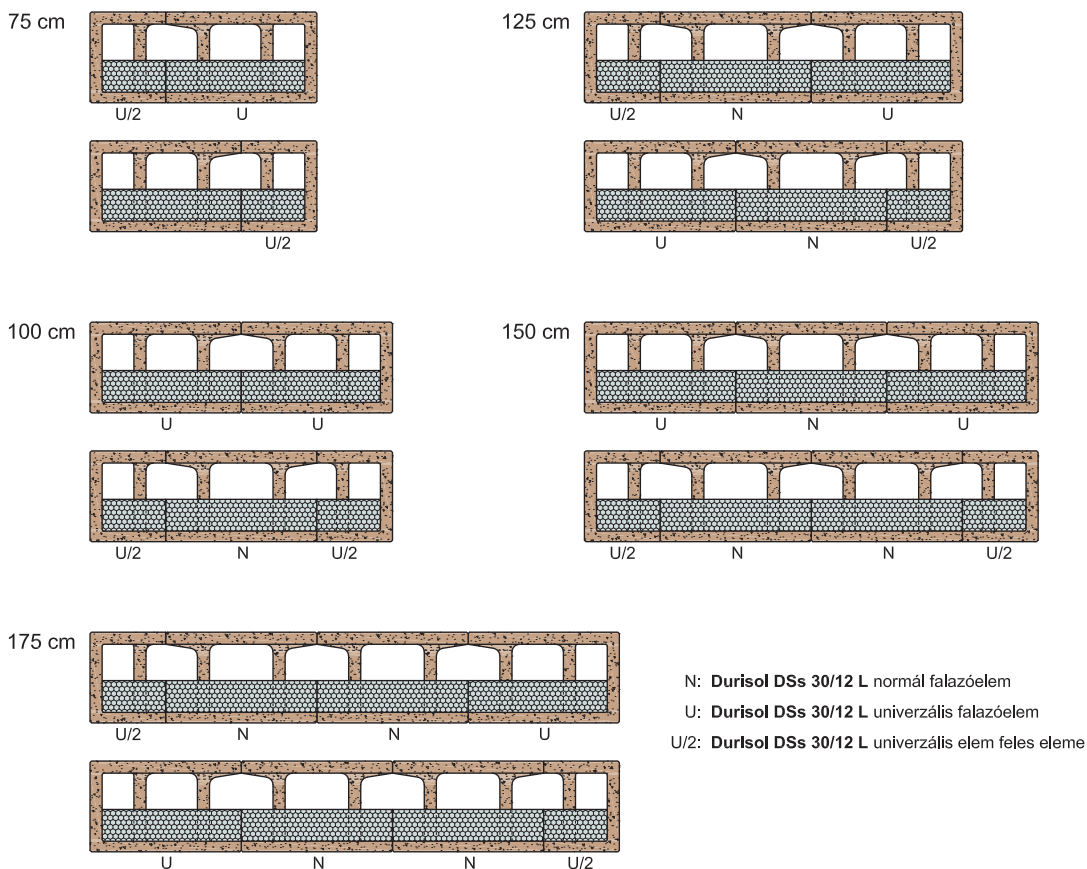 75 cm
U/2 U
U/2
125 cm
U/2 N U
U N U/2
100 cm
U U
U/2 N U/2
150 cm
U N U
U/2 N N U/2
175 cm
U/2 N N U
U N N U/2
N: Durisol DSs 30/12 L normál falazóelem
U: Durisol DSs 30/12 L univerzális falazóelem
U/2: Durisol DSs 30/12 L univerzális elem feles eleme